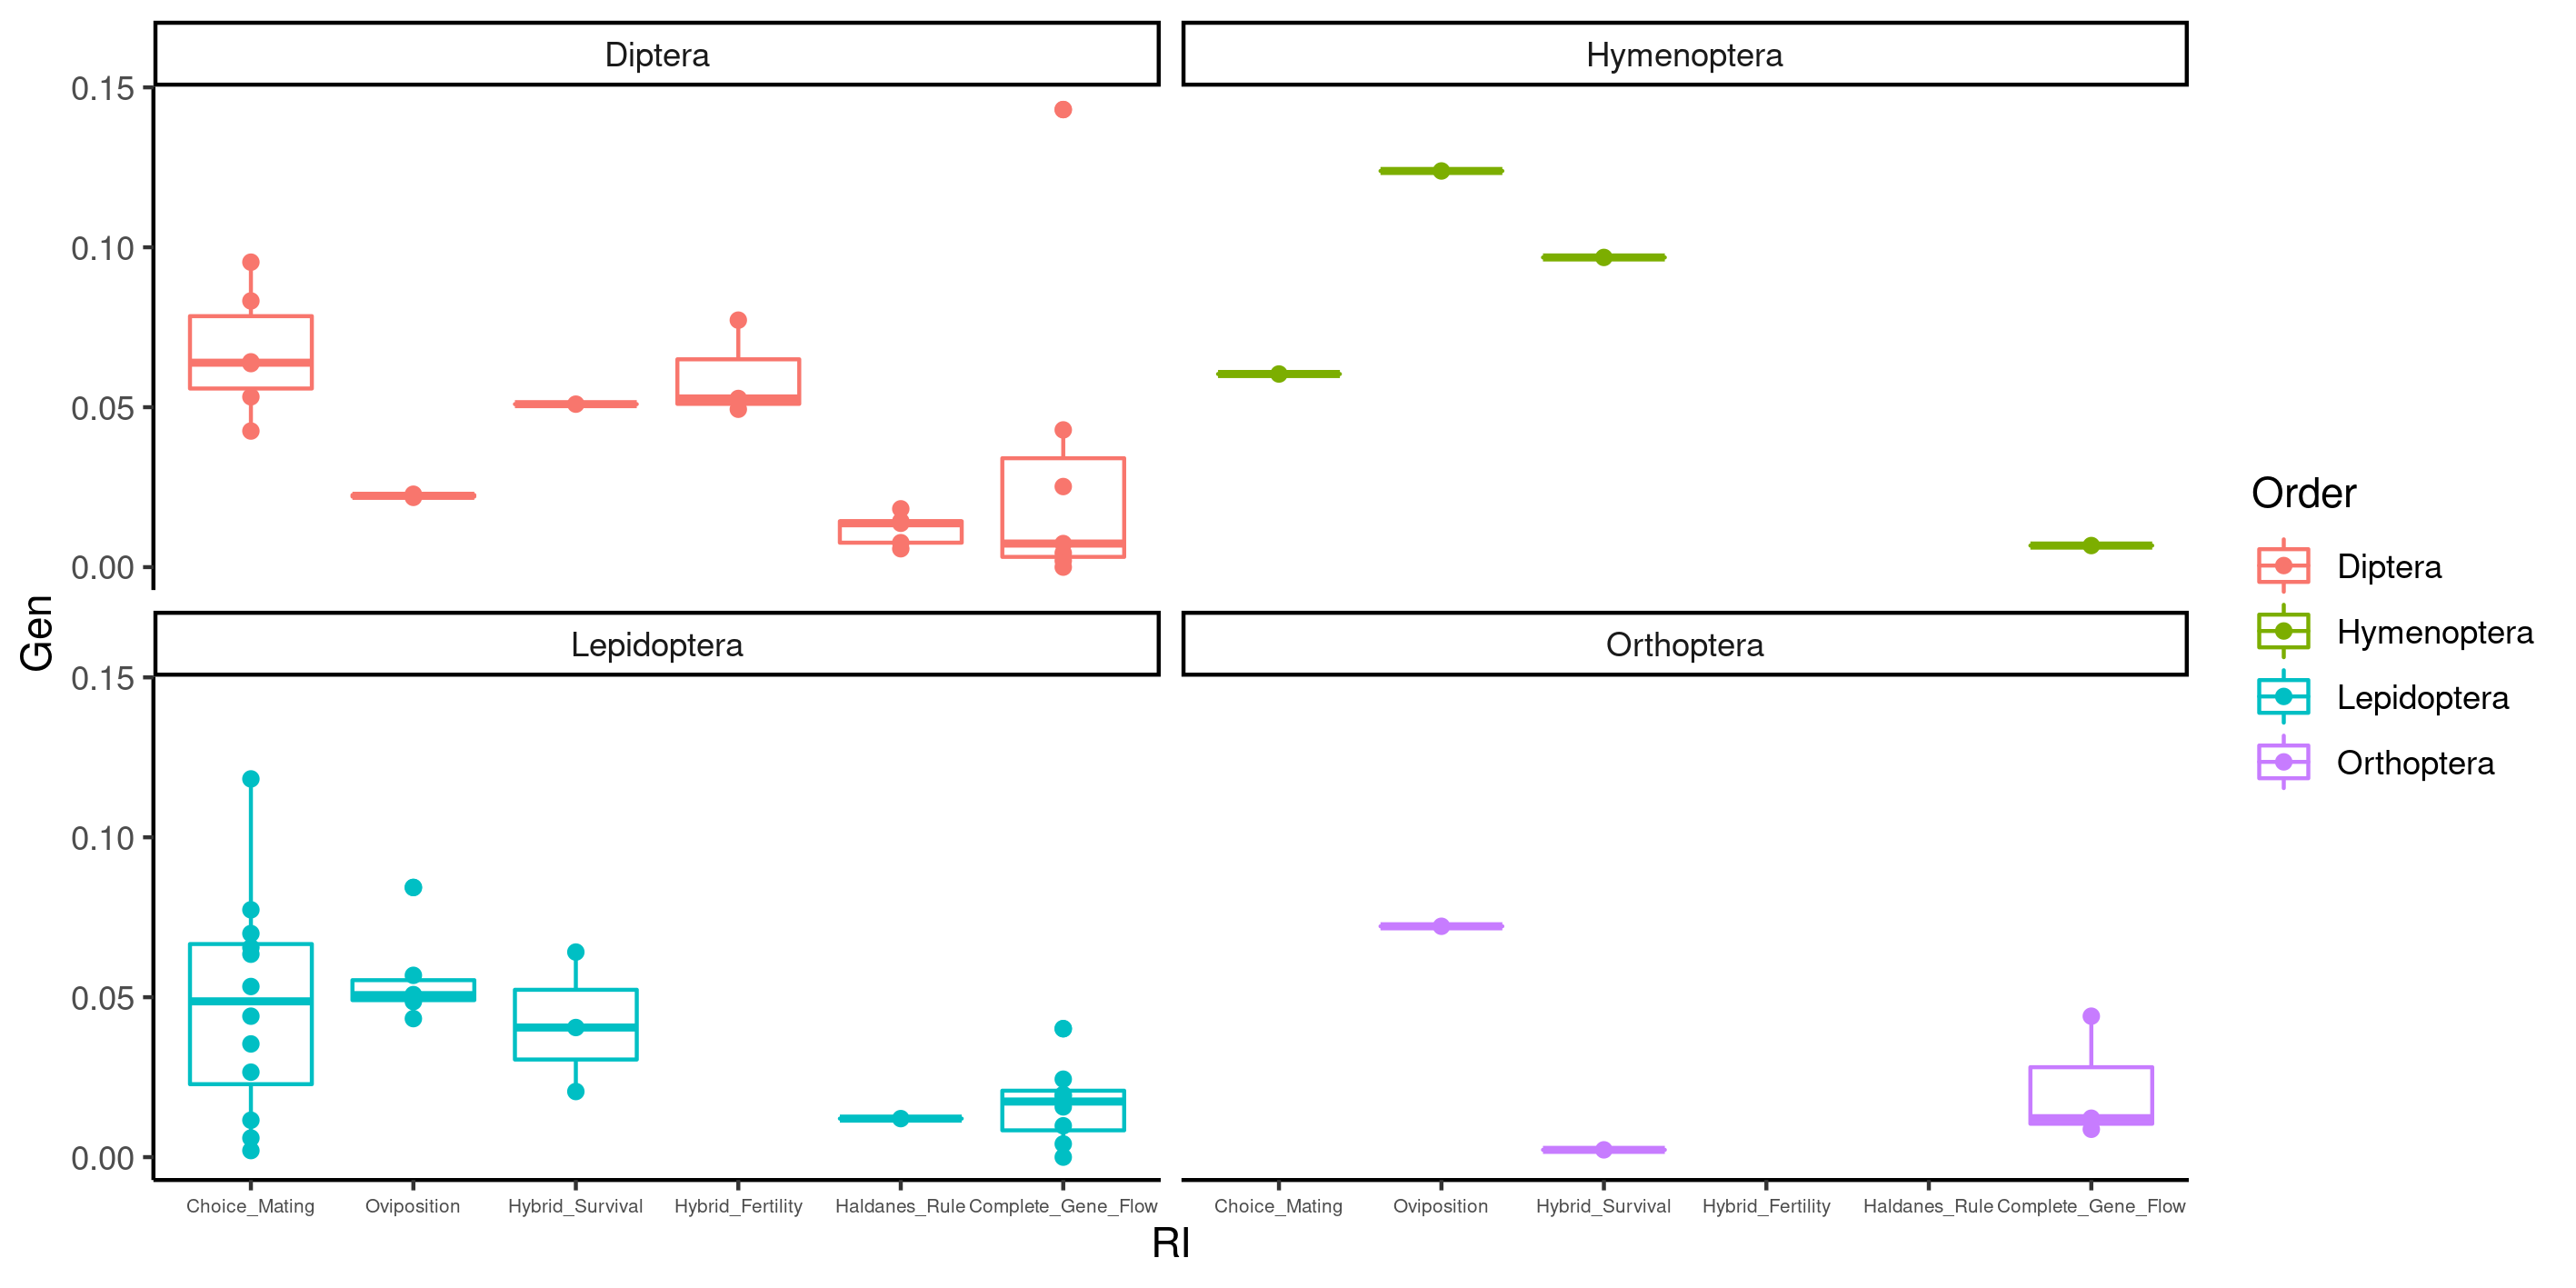 Diptera
Hymenoptera
0.15
0.10
0.05
0.00
Gen
Lepidoptera
Orthoptera
0.15
0.10
0.05
0.00
Choice_Mating Oviposition Hybrid_Survival Hybrid_Fertility Haldanes_Rule Complete_Gene_Flow
Choice_Mating Oviposition Hybrid_Survival Hybrid_Fertility Haldanes_Rule Complete_Gene_Flow
RI
Order
Diptera
Hymenoptera
Lepidoptera
Orthoptera